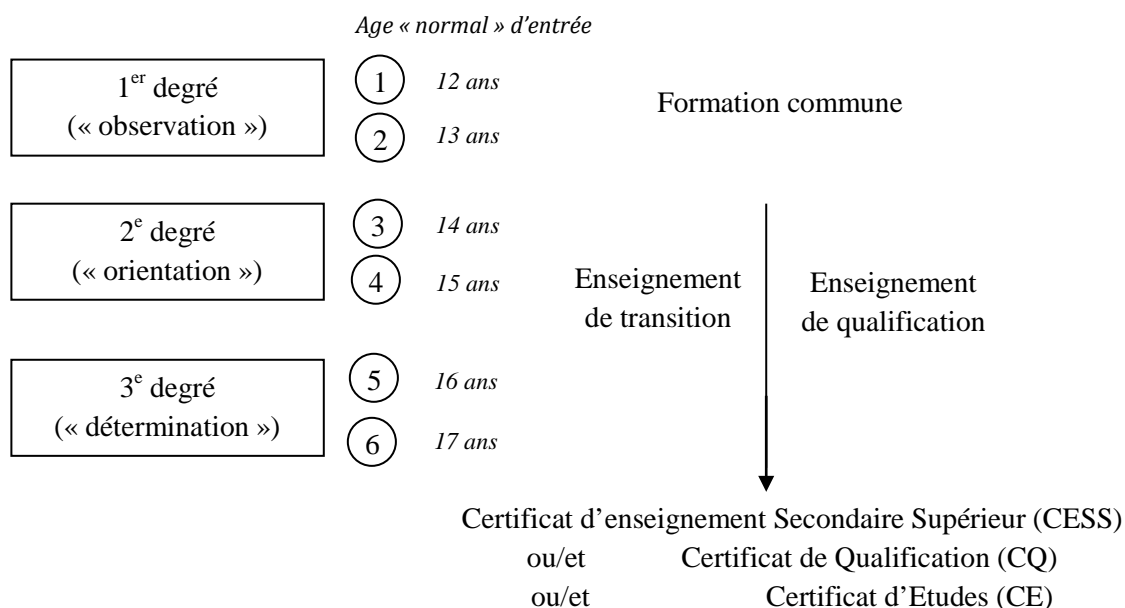 Age « normal » d’entrée
1er degré
(« observation »)
1 12 ans
2 13 ans
Formation commune
2e degré
(« orientation »)
3 14 ans
4 15 ans
Enseignement
de transition
Enseignement
de qualification
3e degré
(« détermination »)
5 16 ans
6 17 ans
Certificat d’enseignement Secondaire Supérieur (CESS)
ou/et Certificat de Qualification (CQ)
ou/et Certificat d’Etudes (CE)